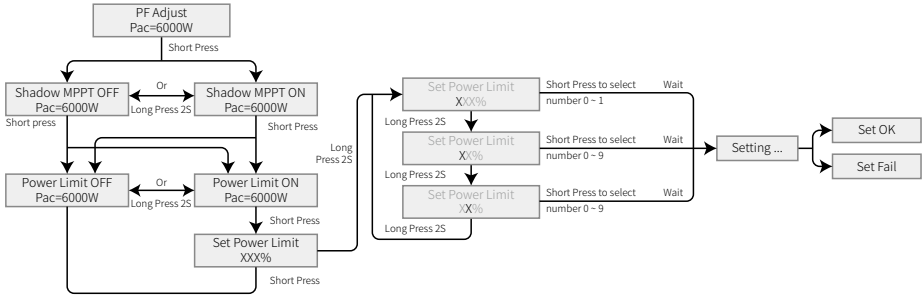 PF Adjust
Pac=6000W
Short Press
Shadow MPPT OFF
Pac=6000W
Or
Long Press 2S
Shadow MPPT ON
Pac=6000W
Short press
Short Press
Power Limit OFF
Pac=6000W
Or
Long Press 2S
Power Limit ON
Pac=6000W
Short Press
Set Power Limit
XXX%
Short Press
Long
Press 2S
Set Power Limit
XXX%
Short Press to select
number 0 ~ 1
Wait
Long Press 2S
Set Power Limit
XX%
Short Press to select
number 0 ~ 9
Wait
Long Press 2S
Set Power Limit
XX%
Short Press to select
number 0 ~ 9
Wait
Long Press 2S
Setting ...
Set OK
Set Fail